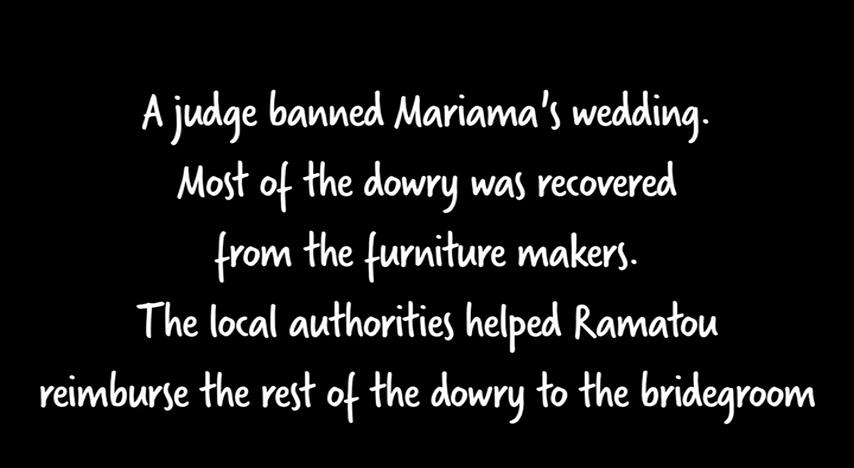 A judge banned Mariama's wedding.
Most of the dowry was recovered
from the furniture makers.
The local authorities helped Ramatou
reimburse the rest of the dowry to the bridegroom